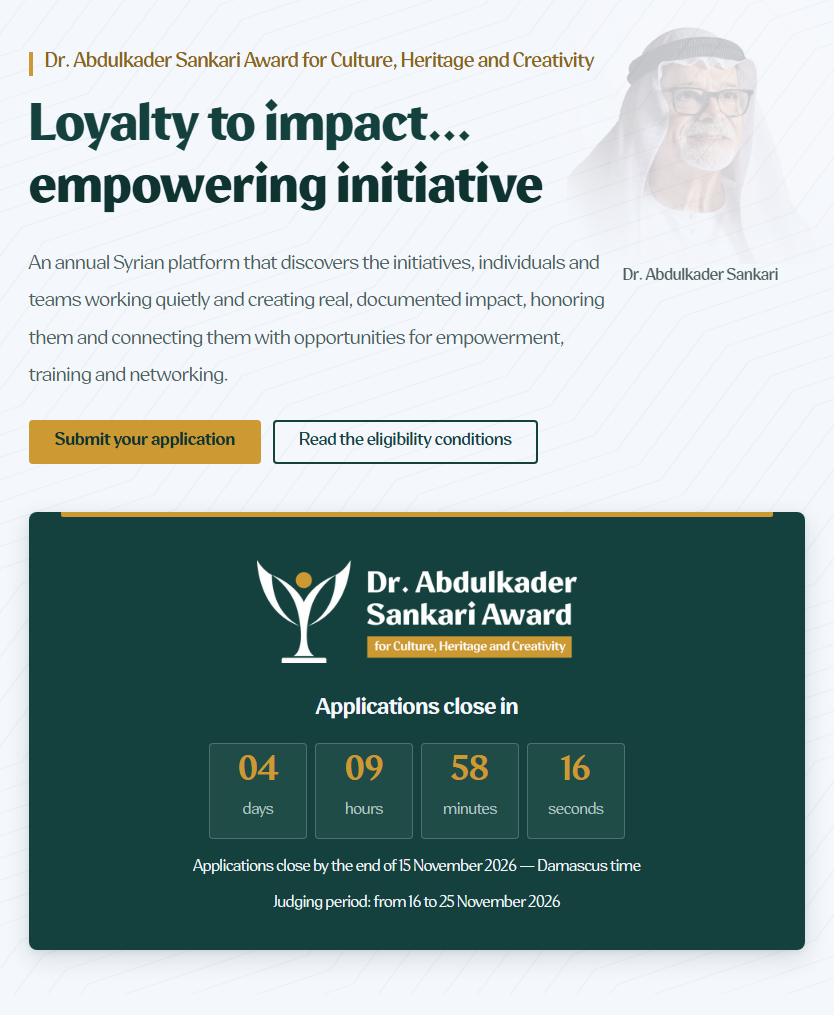 Dr. Abdulkader Sankari Award for Culture, Heritage and Creativity
Loyalty to impact...
empowering initiative
An annual Syrian platform that discovers the initiatives, individuals and
teams working quietly and creating real, documented impact, honoring
them and connecting them with opportunities for empowerment,
training and networking.
Dr. Abdulkader Sankari
Submit your application
Read the eligibility conditions
Dr. Abdulkader
Sankari Award
for Culture, Heritage and Creativity
Applications close in
04 09 58 16
days hours minutes seconds
Applications close by the end of 15 November 2026 — Damascus time
Judging period: from 16 to 25 November 2026